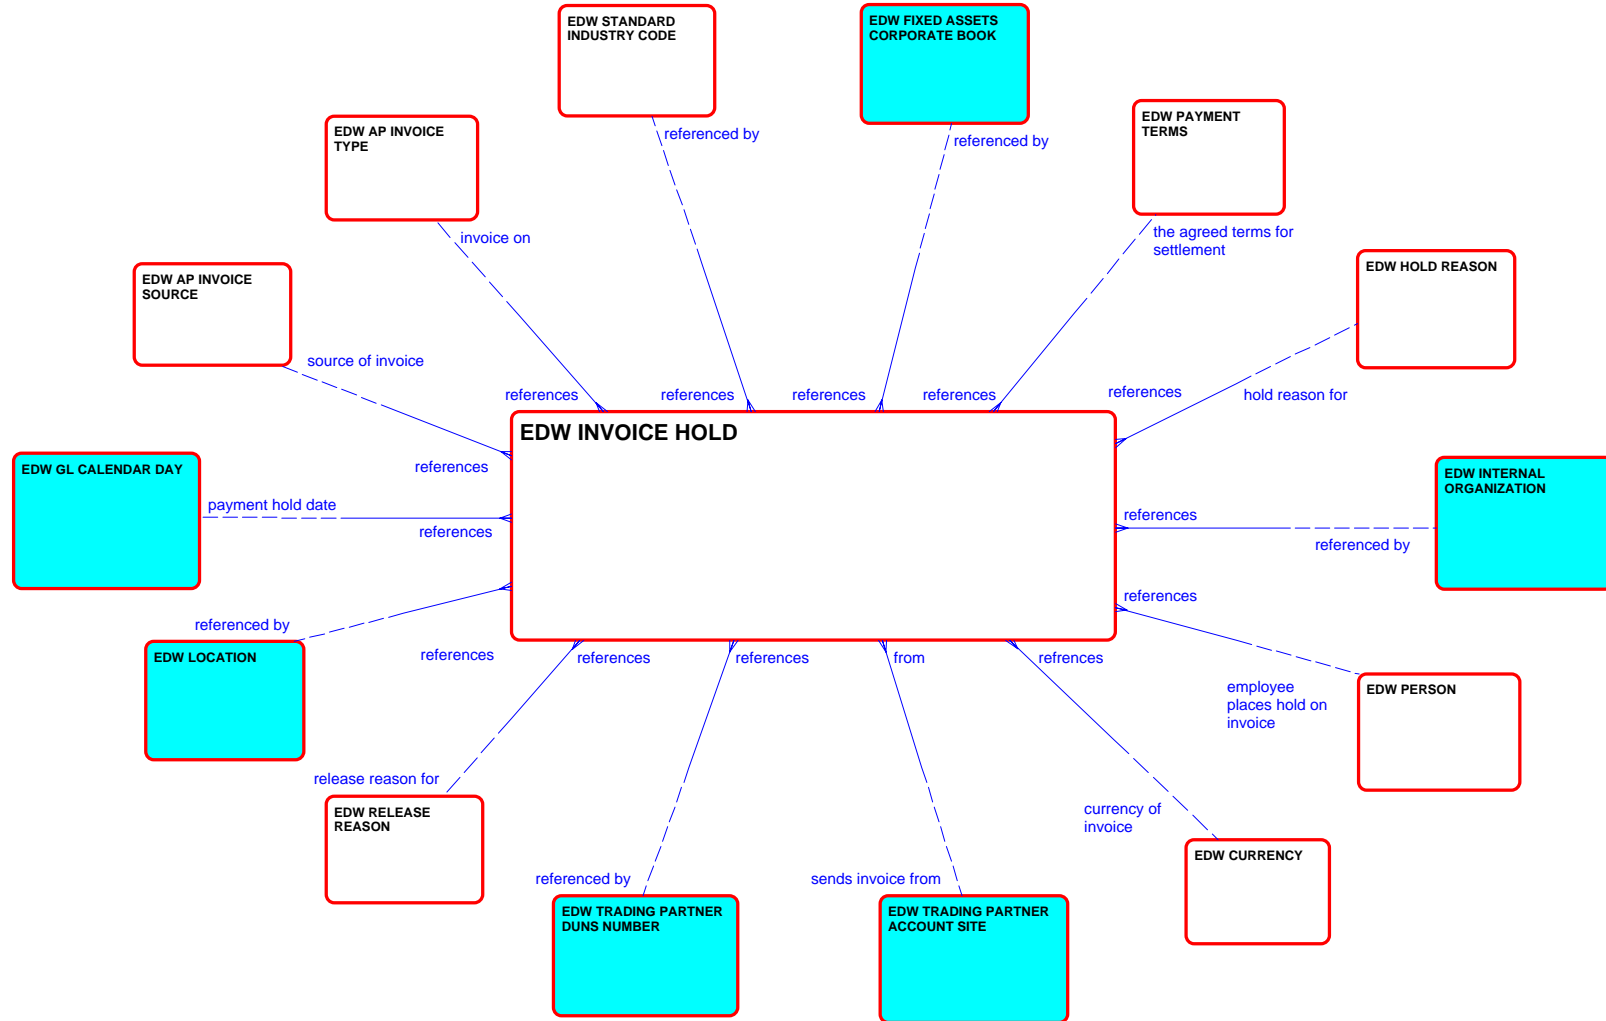 EDW STANDARD
INDUSTRY CODE
EDW FIXED ASSETS
CORPORATE BOOK
EDW PAYMENT
TERMS
EDW AP INVOICE
TYPE
referenced by
referenced by
the agreed terms for
settlement
invoice on
EDW HOLD REASON
EDW AP INVOICE
SOURCE
source of invoice
references
references
references
references
references
hold reason for
EDW INVOICE HOLD
references
EDW GL CALENDAR DAY
EDW INTERNAL
ORGANIZATION
payment hold date
references
references
referenced by
references
referenced by
EDW LOCATION
references
references
references
from
refrences
employee
places hold on
invoice
EDW PERSON
release reason for
EDW RELEASE
REASON
currency of
invoice
EDW CURRENCY
referenced by
sends invoice from
EDW TRADING PARTNER
DUNS NUMBER
EDW TRADING PARTNER
ACCOUNT SITE